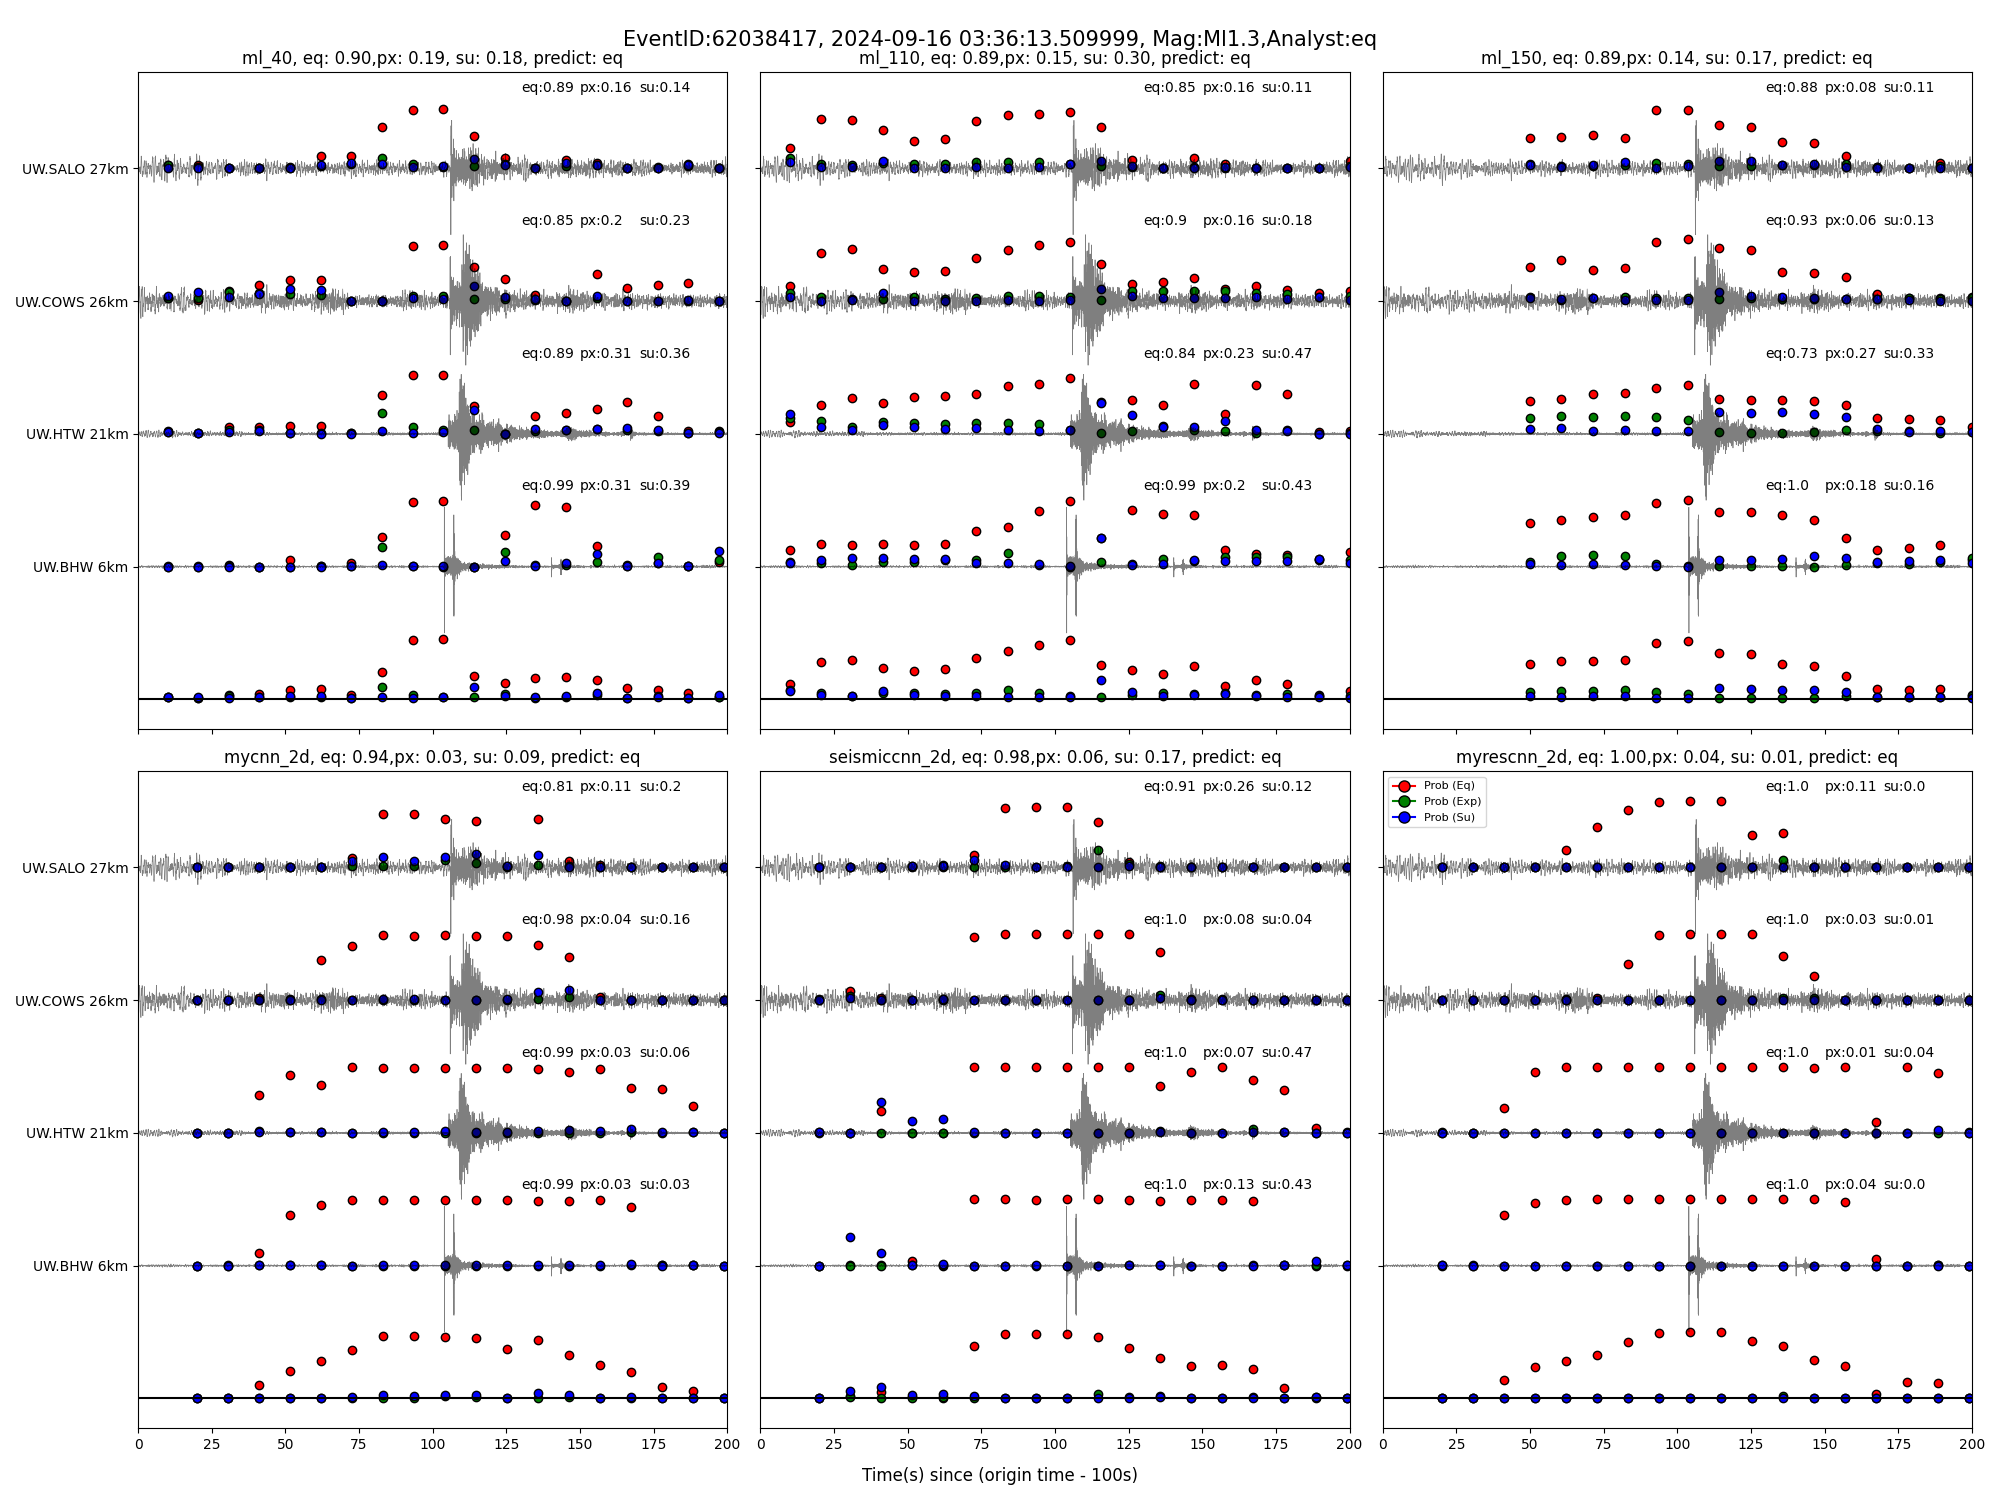 EventID:62038417, 2024-09-16 03:36:13.509999, Mag:Ml1.3,Analyst:eq
ml_40, eq: 0.90,px: 0.19, su: 0.18, predict: eq
eq:0.89 px:0.16 su:0.14
UW.SALO 27km
eq:0.85 px:0.2 su:0.23
UW.COWS 26km
eq:0.89 px:0.31 su:0.36
UW.HTW 21km
eq:0.99 px:0.31 su:0.39
UW.BHW 6km
ml_110, eq: 0.89,px: 0.15, su: 0.30, predict: eq
eq:0.85 px:0.16 su:0.11
eq:0.9 px:0.16 su:0.18
eq:0.84 px:0.23 su:0.47
eq:0.99 px:0.2 su:0.43
ml_150, eq: 0.89,px: 0.14, su: 0.17, predict: eq
eq:0.88 px:0.08 su:0.11
eq:0.93 px:0.06 su:0.13
eq:0.73 px:0.27 su:0.33
eq:1.0 px:0.18 su:0.16
mycnn_2d, eq: 0.94,px: 0.03, su: 0.09, predict: eq
eq:0.81 px:0.11 su:0.2
UW.SALO 27km
eq:0.98 px:0.04 su:0.16
UW.COWS 26km
eq:0.99 px:0.03 su:0.06
UW.HTW 21km
eq:0.99 px:0.03 su:0.03
UW.BHW 6km
0 25 50 75 100 125 150 175 200
seismiccnn_2d, eq: 0.98,px: 0.06, su: 0.17, predict: eq
eq:0.91 px:0.26 su:0.12
eq:1.0 px:0.08 su:0.04
eq:1.0 px:0.07 su:0.47
eq:1.0 px:0.13 su:0.43
0 25 50 75 100 125 150 175 200
myrescnn_2d, eq: 1.00,px: 0.04, su: 0.01, predict: eq
Prob (Eq)
Prob (Exp)
Prob (Su)
eq:1.0 px:0.11 su:0.0
eq:1.0 px:0.03 su:0.01
eq:1.0 px:0.01 su:0.04
eq:1.0 px:0.04 su:0.0
0 25 50 75 100 125 150 175 200
Time(s) since (origin time - 100s)